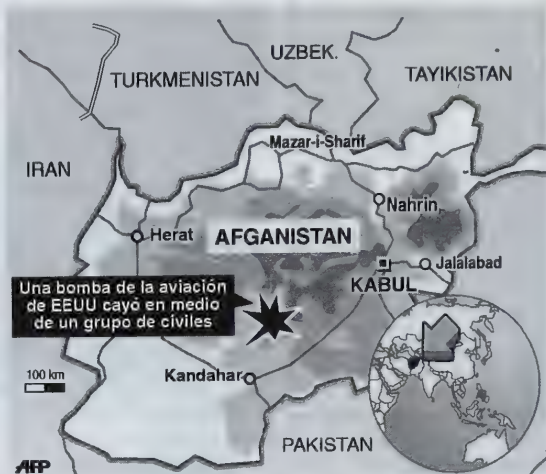 UZBEK.
TURKMENISTAN
TAYIKISTAN
Mazar-i-Sharif
IRAN
Nahrin
Herat
AFGANISTAN
Jalalabad
KABUL
Una bomba de la aviación
de EEUU cayó en medio
de un grupo de civiles
100 km
Kandahar
PAKISTAN
AFP